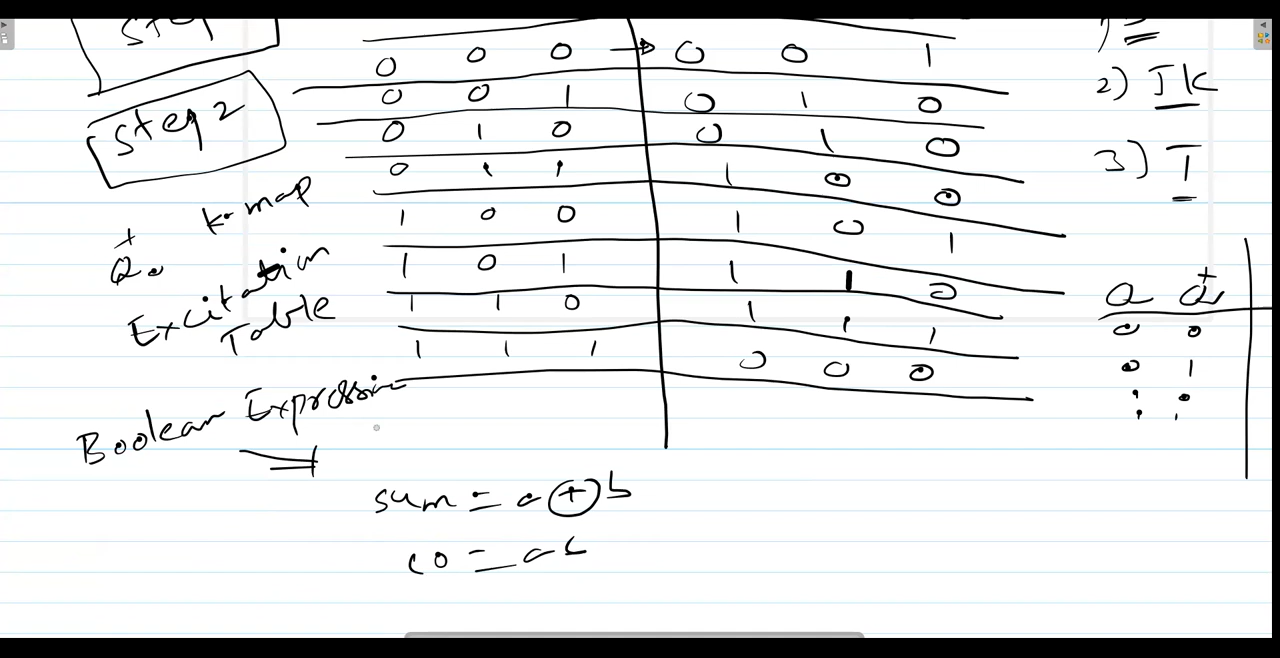 Step
0 0 0 → 0 0 1
0 0 1 0 1 0
0 1 0 0 1 0
0 1 1 1 0 0
1 0 0 1 0 1
1 0 1 1 1 0
1 1 0 1 1 1
1 1 1 0 0 0
Step 2
K-map
Q+
Excitation
Table
Boolean Expression
sum = a ⊕ b
co = ab
1)
2) JK
3) T
Q Q+
0 0
0 1